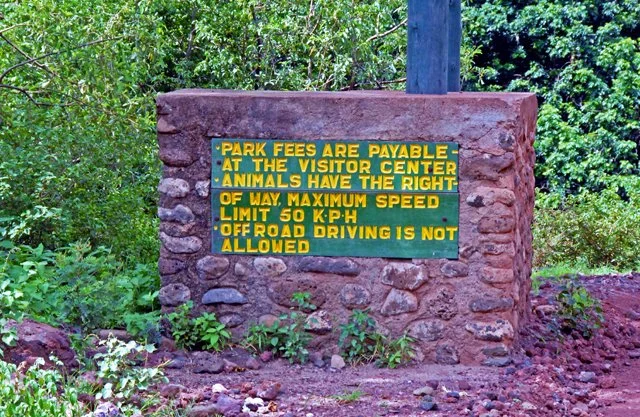 ·PARK FEES ARE PAYABLE
AT THE VISITOR CENTER
·ANIMALS HAVE THE RIGHT
OF WAY. MAXIMUM SPEED
LIMIT 50 K·P·H
·OFF ROAD DRIVING IS NOT
ALLOWED